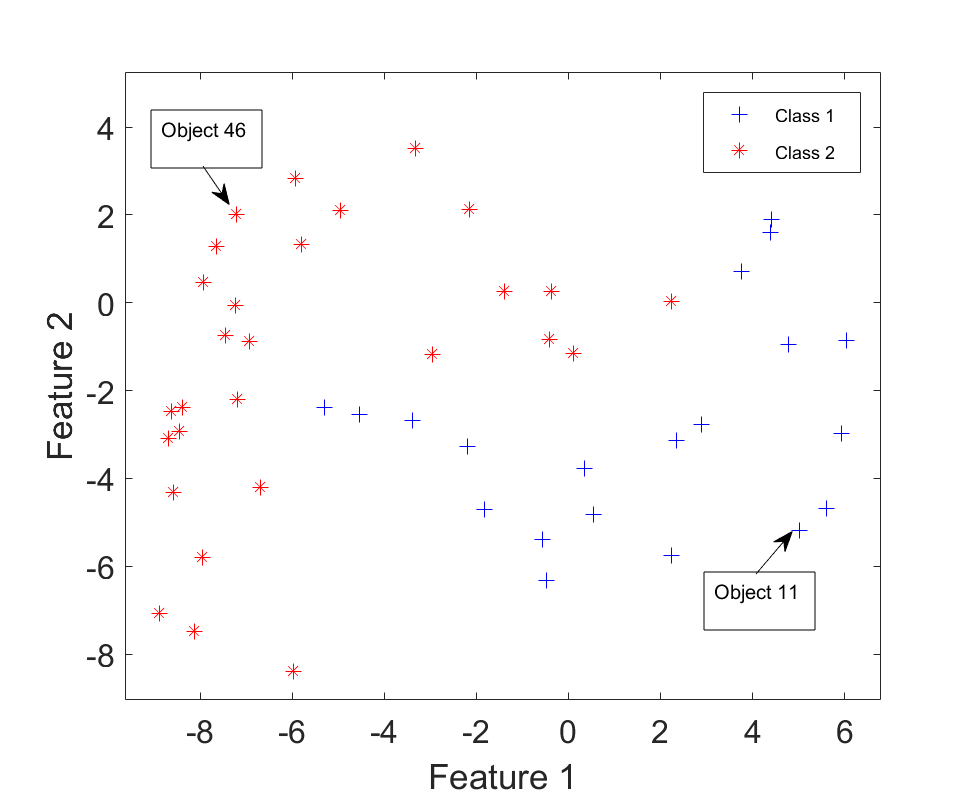 Object 46
Class 1
Class 2
4
2
0
-2
-4
-6
-8
Feature 2
Object 11
-8 -6 -4 -2 0 2 4 6
Feature 1